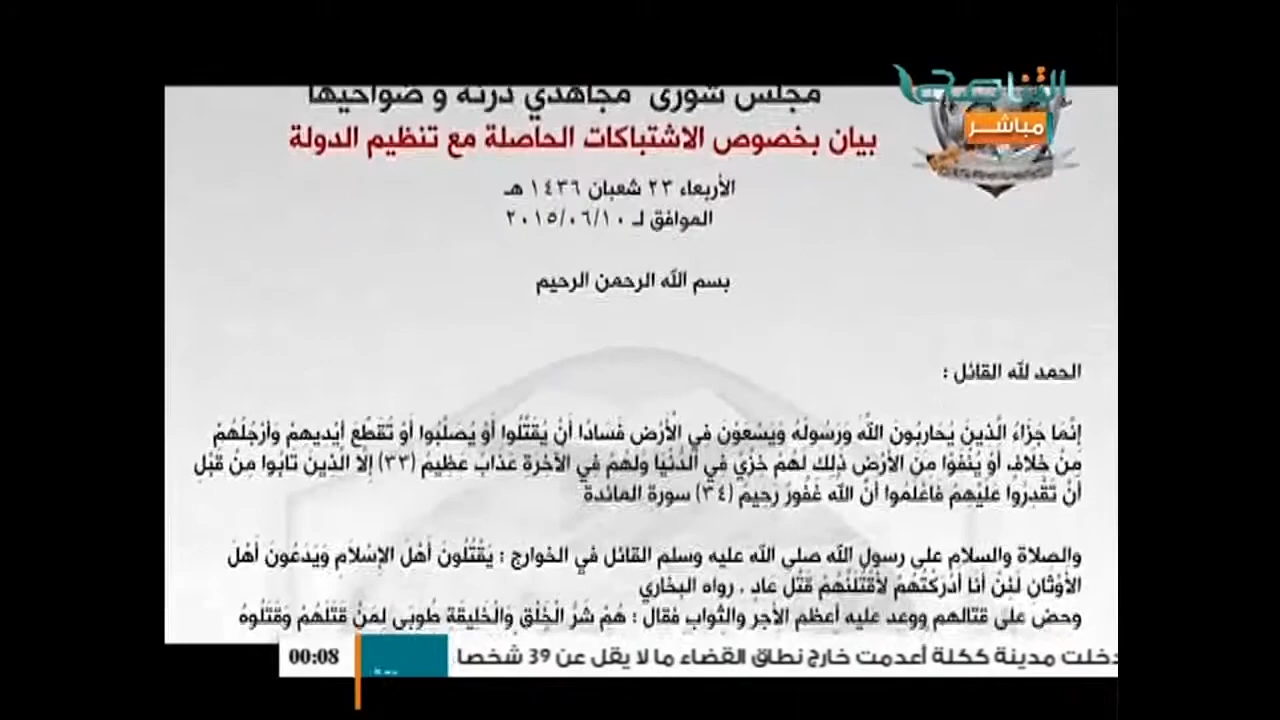 التناصح
مباشر
مجلس شورى مجاهدي درنة و ضواحيها
بيان بخصوص الاشتباكات الحاصلة مع تنظيم الدولة
الأربعاء ٢٣ شعبان ١٤٣٦ هـ
الموافق لـ ٢٠١٥/٠٦/١٠
بسم الله الرحمن الرحيم
الحمد لله القائل :
إِنَّمَا جَزَاءُ الَّذِينَ يُحَارِبُونَ اللَّهَ وَرَسُولَهُ وَيَسْعَوْنَ فِي الْأَرْضِ فَسَادًا أَنْ يُقَتَّلُوا أَوْ يُصَلَّبُوا أَوْ تُقَطَّعَ أَيْدِيهِمْ وَأَرْجُلُهُمْ
مِنْ خِلَافٍ أَوْ يُنْفَوْا مِنَ الْأَرْضِ ذَلِكَ لَهُمْ خِزْيٌ فِي الدُّنْيَا وَلَهُمْ فِي الْآخِرَةِ عَذَابٌ عَظِيمٌ (٣٣) إِلَّا الَّذِينَ تَابُوا مِنْ قَبْلِ
أَنْ تَقْدِرُوا عَلَيْهِمْ فَاعْلَمُوا أَنَّ اللَّهَ غَفُورٌ رَحِيمٌ (٣٤) سورة المائدة
والصلاة والسلام على رسول الله صلى الله عليه وسلم القائل في الخوارج : يَقْتُلُونَ أَهْلَ الإِسْلَامِ وَيَدَعُونَ أَهْلَ
الأَوْثَانِ لَئِنْ أَنَا أَدْرَكْتُهُمْ لأَقْتُلَنَّهُمْ قَتْلَ عَادٍ . رواه البخاري
وحض على قتالهم ووعد عليه أعظم الأجر والثواب فقال : هُمْ شَرُّ الْخَلْقِ وَالْخَلِيقَةِ طُوبَى لِمَنْ قَتَلَهُمْ وَقَتَلُوهُ
دخلت مدينة ككلة أعدمت خارج نطاق القضاء ما لا يقل عن 39 شخصا
00:08